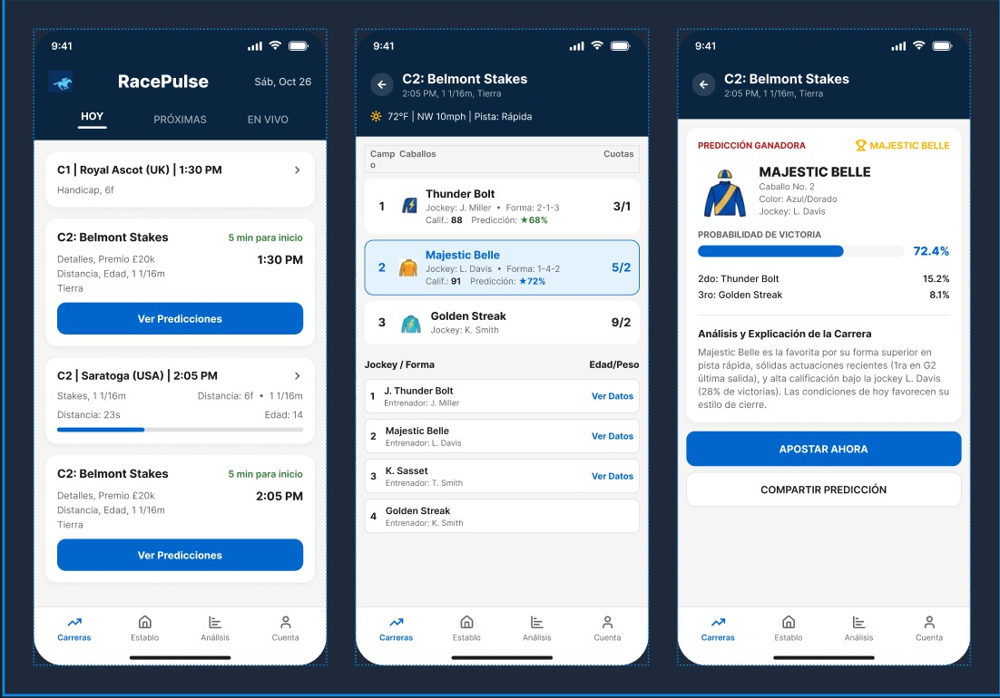 9:41
RacePulse
Sáb, Oct 26
HOY
PRÓXIMAS
EN VIVO
C1 | Royal Ascot (UK) | 1:30 PM
Handicap, 6f
C2: Belmont Stakes
5 min para inicio
Detalles, Premio £20k
1:30 PM
Distancia, Edad, 1 1/16m
Tierra
Ver Predicciones
C2 | Saratoga (USA) | 2:05 PM
Stakes, 1 1/16m
Distancia: 6f • 1 1/16m
Distancia: 23s
Edad: 14
C2: Belmont Stakes
5 min para inicio
Detalles, Premio £20k
2:05 PM
Distancia, Edad, 1 1/16m
Tierra
Ver Predicciones
Carreras
Establo
Análisis
Cuenta
9:41
C2: Belmont Stakes
2:05 PM, 1 1/16m, Tierra
72°F | NW 10mph | Pista: Rápida
Camp
o
Caballos
Cuotas
1
Thunder Bolt
Jockey: J. Miller • Forma: 2-1-3
Calif.: 88 Predicción: ★68%
3/1
2
Majestic Belle
Jockey: L. Davis • Forma: 1-4-2
Calif.: 91 Predicción: ★72%
5/2
3
Golden Streak
Jockey: K. Smith
9/2
Jockey / Forma
Edad/Peso
1
J. Thunder Bolt
Entrenador: J. Miller
Ver Datos
2
Majestic Belle
Entrenador: L. Davis
Ver Datos
3
K. Sasset
Entrenador: T. Smith
Ver Datos
4
Golden Streak
Entrenador: K. Smith
Carreras
Establo
Análisis
Cuenta
9:41
C2: Belmont Stakes
2:05 PM, 1 1/16m, Tierra
PREDICCIÓN GANADORA
MAJESTIC BELLE
MAJESTIC BELLE
Caballo No. 2
Color: Azul/Dorado
Jockey: L. Davis
PROBABILIDAD DE VICTORIA
72.4%
2do: Thunder Bolt
15.2%
3ro: Golden Streak
8.1%
Análisis y Explicación de la Carrera
Majestic Belle es la favorita por su forma superior en
pista rápida, sólidas actuaciones recientes (1ra en G2
última salida), y alta calificación bajo la jockey L. Davis
(28% de victorias). Las condiciones de hoy favorecen su
estilo de cierre.
APOSTAR AHORA
COMPARTIR PREDICCIÓN
Carreras
Establo
Análisis
Cuenta